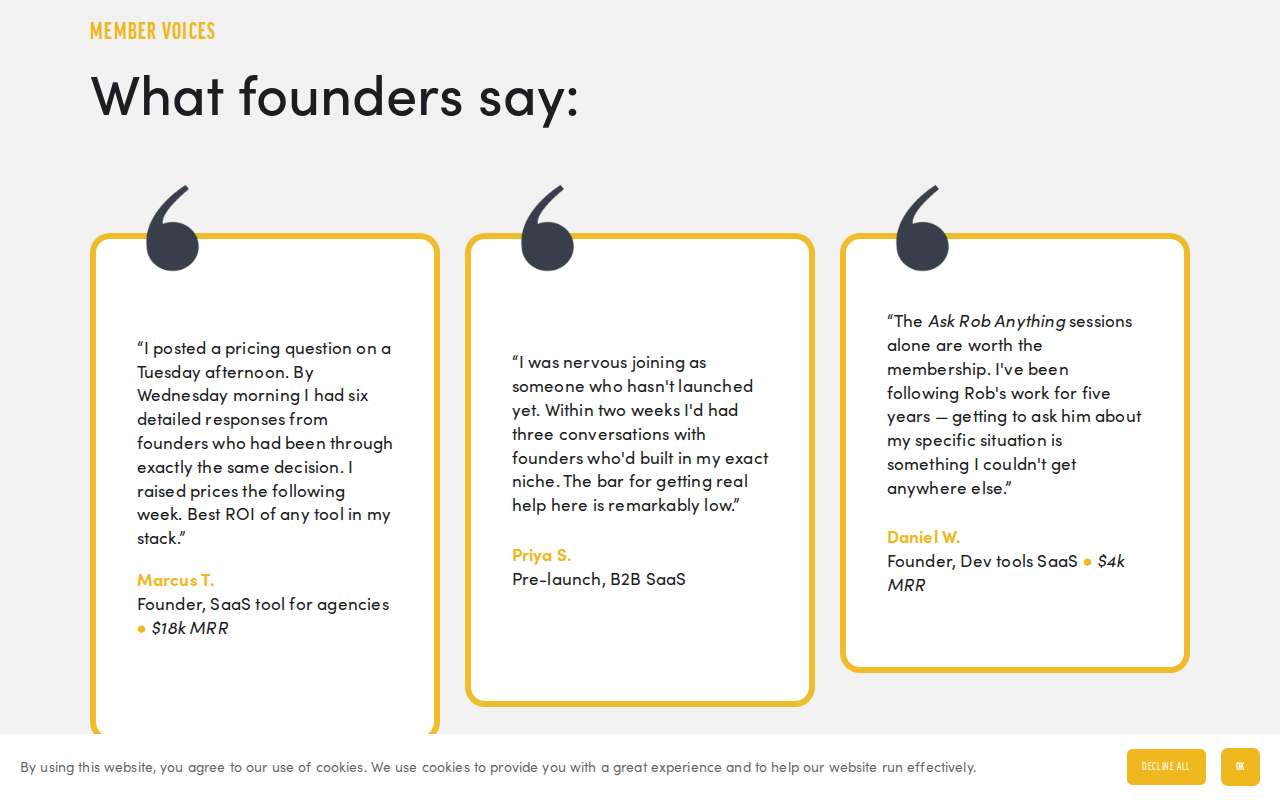 MEMBER VOICES
What founders say:
“I posted a pricing question on a
Tuesday afternoon. By
Wednesday morning I had six
detailed responses from
founders who had been through
exactly the same decision. I
raised prices the following
week. Best ROI of any tool in my
stack.”
Marcus T.
Founder, SaaS tool for agencies
● $18k MRR
“I was nervous joining as
someone who hasn't launched
yet. Within two weeks I'd had
three conversations with
founders who'd built in my exact
niche. The bar for getting real
help here is remarkably low.”
Priya S.
Pre-launch, B2B SaaS
“The Ask Rob Anything sessions
alone are worth the
membership. I've been
following Rob's work for five
years — getting to ask him about
my specific situation is
something I couldn't get
anywhere else.”
Daniel W.
Founder, Dev tools SaaS ● $4k
MRR
By using this website, you agree to our use of cookies. We use cookies to provide you with a great experience and to help our website run effectively.
DECLINE ALL
OK